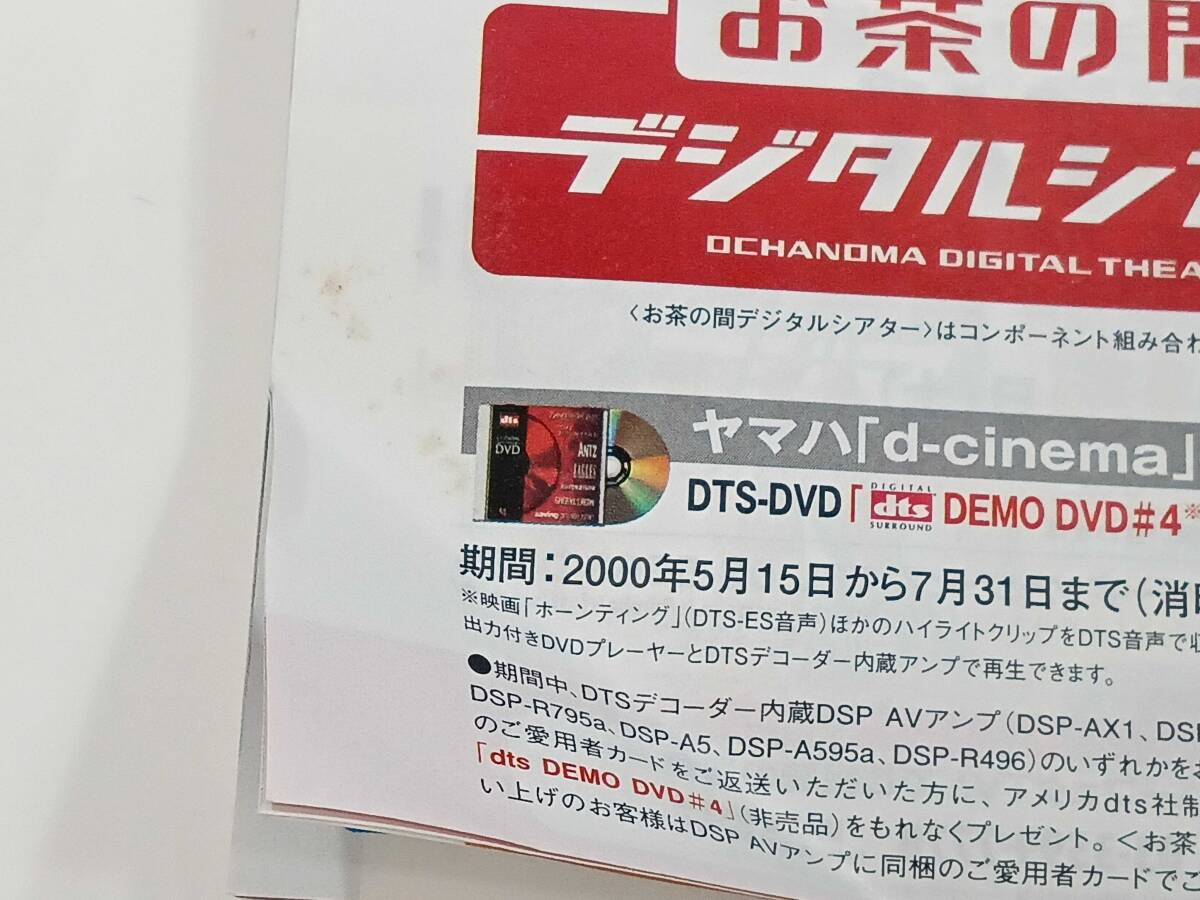 お茶の間
デジタルシア
OCHANOMA DIGITAL THEA
〈お茶の間デジタルシアター〉はコンポーネント組み合わ
ヤマハ「d-cinema」
dts
DVD
ANTZ
EAGLES
DTS-DVD「DIGITAL dts SURROUND DEMO DVD#4※
期間：2000年5月15日から7月31日まで（消印
※映画「ホーンティング」（DTS-ES音声）ほかのハイライトクリップをDTS音声で収
出力付きDVDプレーヤーとDTSデコーダー内蔵アンプで再生できます。
●期間中、DTSデコーダー内蔵DSP AVアンプ（DSP-AX1、DSP
DSP-R795a、DSP-A5、DSP-A595a、DSP-R496）のいずれかをお
のご愛用者カードをご返送いただいた方に、アメリカdts社制
「dts DEMO DVD#4」（非売品）をもれなくプレゼント。〈お茶
い上げのお客様はDSP AVアンプに同梱のご愛用者カードでご